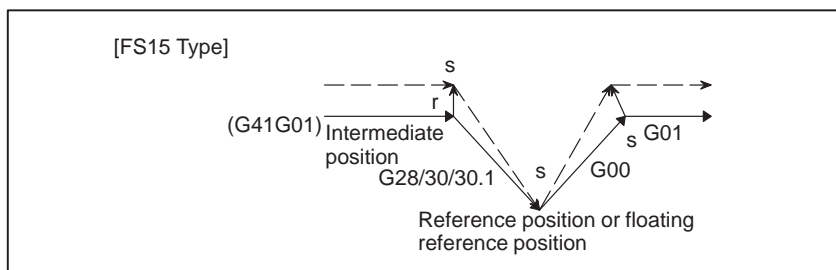 [FS15 Type]
s
r
(G41G01)
Intermediate
position
G28/30/30.1
s
G00
s
G01
Reference position or floating
reference position